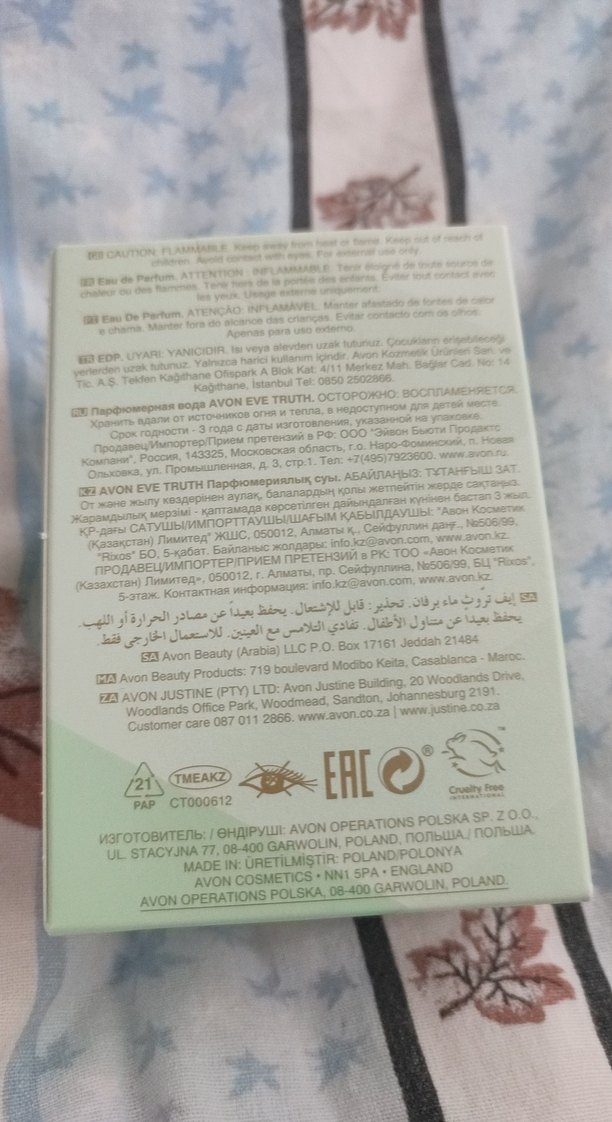 GB CAUTION: FLAMMABLE. Keep away from heat or flame. Keep out of reach of
children. Avoid contact with eyes. For external use only.
FR Eau de Parfum. ATTENTION : INFLAMMABLE. Tenir éloigné de toute source de
chaleur ou des flammes. Tenir hors de la portée des enfants. Éviter tout contact avec
les yeux. Usage externe uniquement.
PT Eau De Parfum. ATENÇÃO: INFLAMÁVEL. Manter afastado de fontes de calor
e chama. Manter fora do alcance das crianças. Evitar contacto com os olhos.
Apenas para uso externo.
TR EDP. UYARI: YANICIDIR. Isı veya alevden uzak tutunuz. Çocukların erişebileceği
yerlerden uzak tutunuz. Yalnızca harici kullanım içindir. Avon Kozmetik Ürünleri San. ve
Tic. A.Ş. Tekfen Kağıthane Ofispark A Blok Kat: 4/11 Merkez Mah. Bağlar Cad. No: 14
Kağıthane, İstanbul Tel: 0850 2502866.
RU Парфюмерная вода AVON EVE TRUTH. ОСТОРОЖНО: ВОСПЛАМЕНЯЕТСЯ.
Хранить вдали от источников огня и тепла, в недоступном для детей месте.
Срок годности - 3 года с даты изготовления, указанной на упаковке.
Продавец/Импортер/Прием претензий в РФ: ООО "Эйвон Бьюти Продактс
Компани", Россия, 143325, Московская область, г.о. Наро-Фоминский, п. Новая
Ольховка, ул. Промышленная, д. 3, стр.1. Тел: +7(495)7923600. www.avon.ru.
KZ AVON EVE TRUTH Парфюмериялық суы. АБАЙЛАҢЫЗ: ТҰТАНҒЫШ ЗАТ.
От және жылу көздерінен аулақ, балалардың қолы жетпейтін жерде сақтаңыз.
Жарамдылық мерзімі - қаптамада көрсетілген дайындалған күнінен бастап 3 жыл.
ҚР-дағы САТУШЫ/ИМПОРТТАУШЫ/ШАҒЫМ ҚАБЫЛДАУШЫ: "Авон Косметик
(Қазақстан) Лимитед" ЖШС, 050012, Алматы қ., Сейфуллин даңғ., №506/99,
"Rixos" БО, 5-қабат. Байланыс жолдары: info.kz@avon.com, www.avon.kz.
ПРОДАВЕЦ/ИМПОРТЕР/ПРИЕМ ПРЕТЕНЗИЙ в РК: ТОО «Авон Косметик
(Казахстан) Лимитед», 050012, г. Алматы, пр. Сейфуллина, №506/99, БЦ "Rixos",
5-этаж. Контактная информация: info.kz@avon.com, www.avon.kz.
SA إيف تروث ماء برفان. تحذير: قابل للإشتعال. يحفظ بعيداً عن مصادر الحرارة أو اللهب.
يحفظ بعيدا عن متناول الأطفال. تفادي التلامس مع العينين. للاستعمال الخارجي فقط.
SA Avon Beauty (Arabia) LLC P.O. Box 17161 Jeddah 21484
MA Avon Beauty Products: 719 boulevard Modibo Keita, Casablanca - Maroc.
ZA AVON JUSTINE (PTY) LTD: Avon Justine Building, 20 Woodlands Drive,
Woodlands Office Park, Woodmead, Sandton, Johannesburg 2191.
Customer care 087 011 2866. www.avon.co.za | www.justine.co.za
21 TMEAKZ EAC ® ™
PAP CT000612 Cruelty Free
INTERNATIONAL
ИЗГОТОВИТЕЛЬ: / ӨНДІРУШІ: AVON OPERATIONS POLSKA SP. Z O.O.,
UL. STACYJNA 77, 08-400 GARWOLIN, POLAND, ПОЛЬША / ПОЛЬША.
MADE IN: ÜRETİLMİŞTİR: POLAND/POLONYA
AVON COSMETICS • NN1 5PA • ENGLAND
AVON OPERATIONS POLSKA, 08-400 GARWOLIN, POLAND.